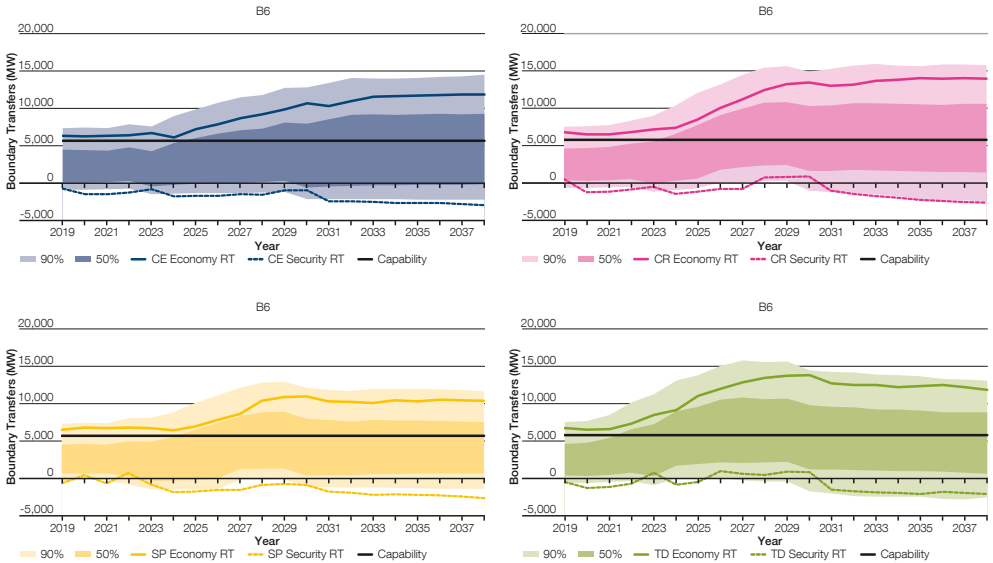 B6
Boundary Transfers (MW)
20,000
15,000
10,000
5,000
0
-5,000
2019 2021 2023 2025 2027 2029 2031 2033 2035 2037
Year
90% 50% CE Economy RT CE Security RT Capability
B6
Boundary Transfers (MW)
20,000
15,000
10,000
5,000
0
-5,000
2019 2021 2023 2025 2027 2029 2031 2033 2035 2037
Year
90% 50% CR Economy RT CR Security RT Capability
B6
Boundary Transfers (MW)
20,000
15,000
10,000
5,000
0
-5,000
2019 2021 2023 2025 2027 2029 2031 2033 2035 2037
Year
90% 50% SP Economy RT SP Security RT Capability
B6
Boundary Transfers (MW)
20,000
15,000
10,000
5,000
0
-5,000
2019 2021 2023 2025 2027 2029 2031 2033 2035 2037
Year
90% 50% TD Economy RT TD Security RT Capability